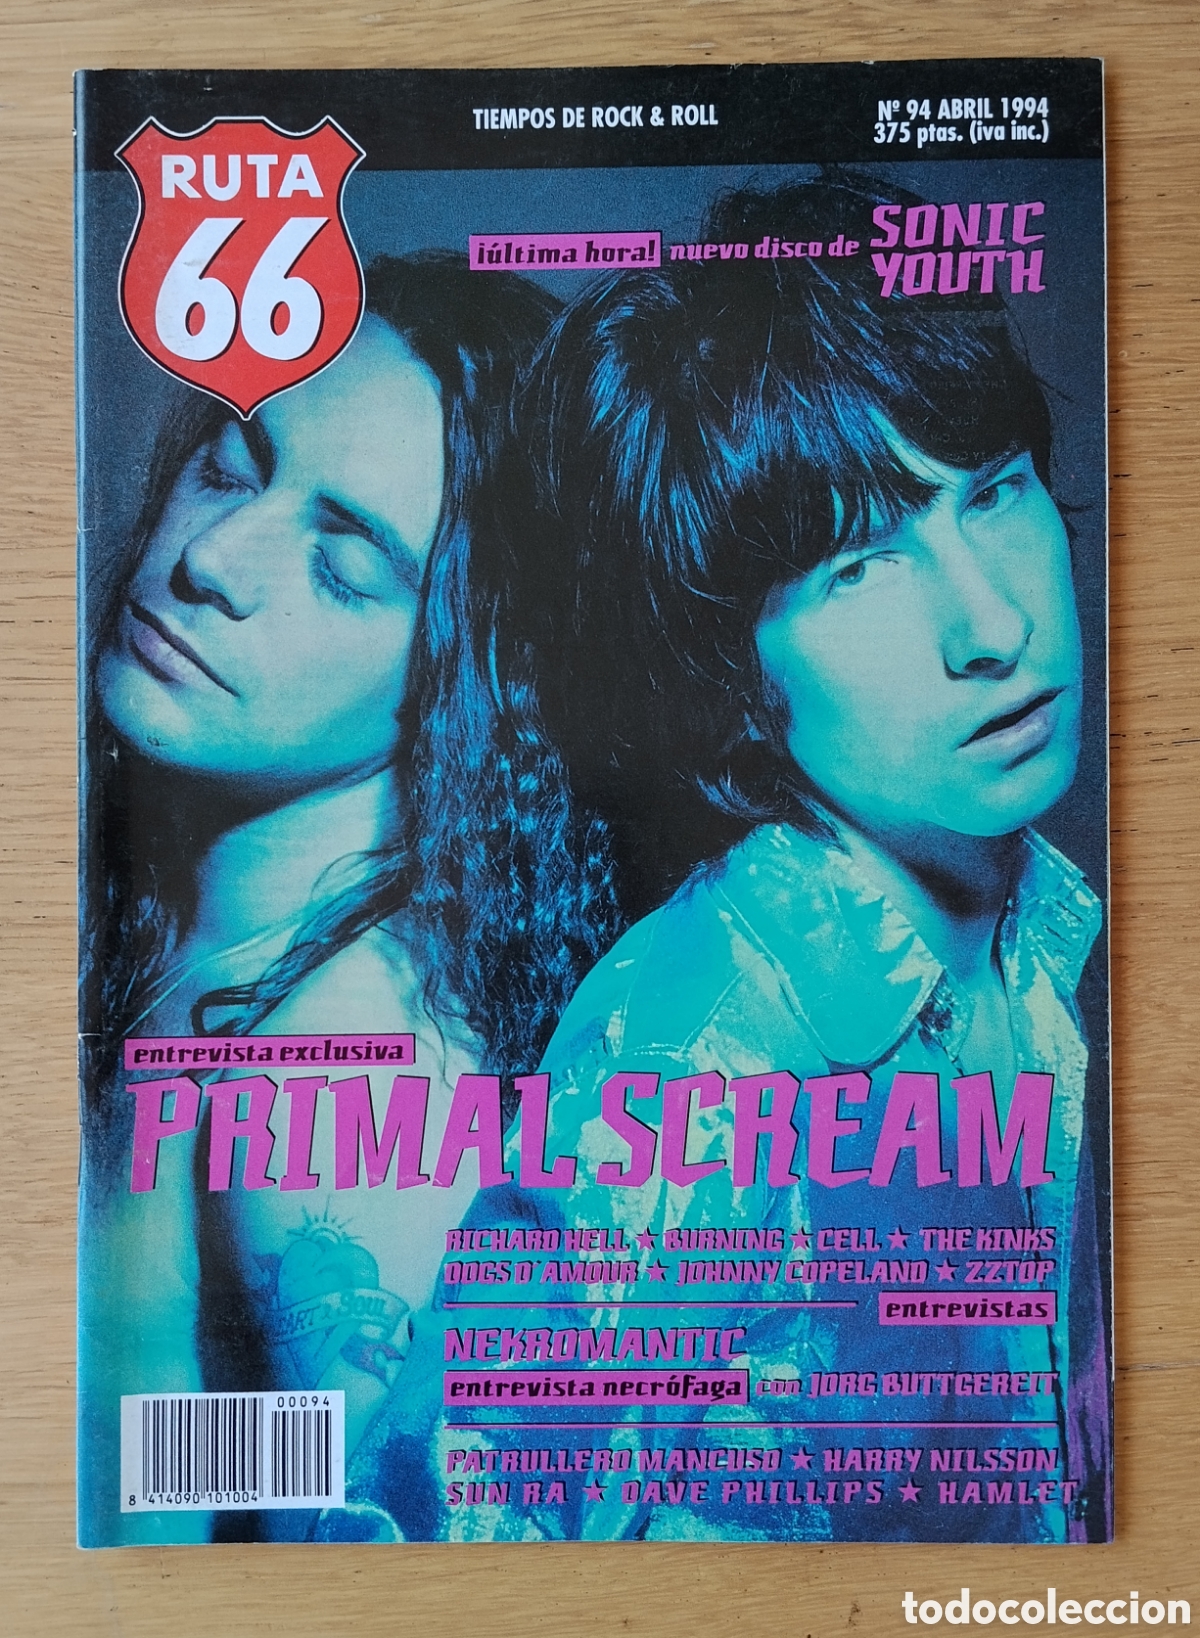 RUTA
66
TIEMPOS DE ROCK & ROLL
Nº 94 ABRIL 1994
375 ptas. (iva inc.)
¡última hora! nuevo disco de SONIC
YOUTH
entrevista exclusiva
PRIMAL SCREAM
RICHARD HELL ★ BURNING ★ CELL ★ THE KINKS
DOGS D'AMOUR ★ JOHNNY COPELAND ★ ZZTOP
entrevistas
NEKROMANTIC
entrevista necrófaga con JORG BUTTGEREIT
PATRULLERO MANCUSO ★ HARRY NILSSON
SUN RA ★ DAVE PHILLIPS ★ HAMLET
SOUL
00094
8 414090 101004
todocoleccion